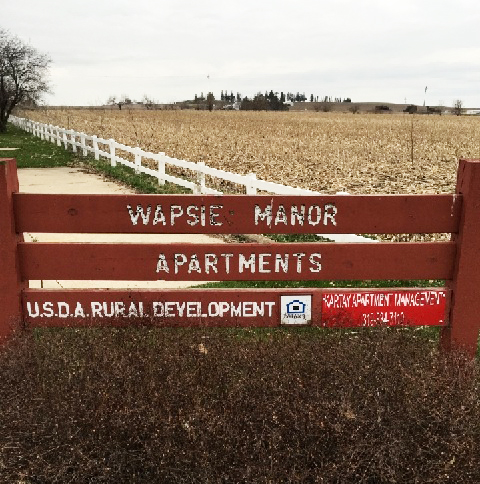 WAPSIE MANOR
APARTMENTS
U.S.D.A. RURAL DEVELOPMENT
APARTMENT MANAGEMENT